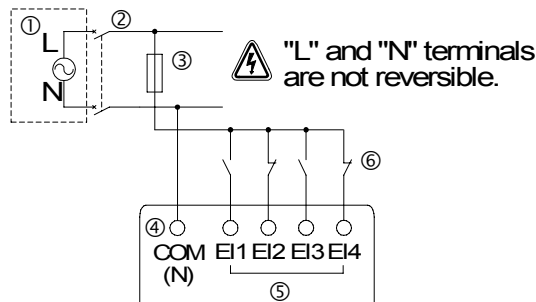 ① ②
L
N
③
"L" and "N" terminals
are not reversible.
⑥
④
COM EI1 EI2 EI3 EI4
(N)
⑤